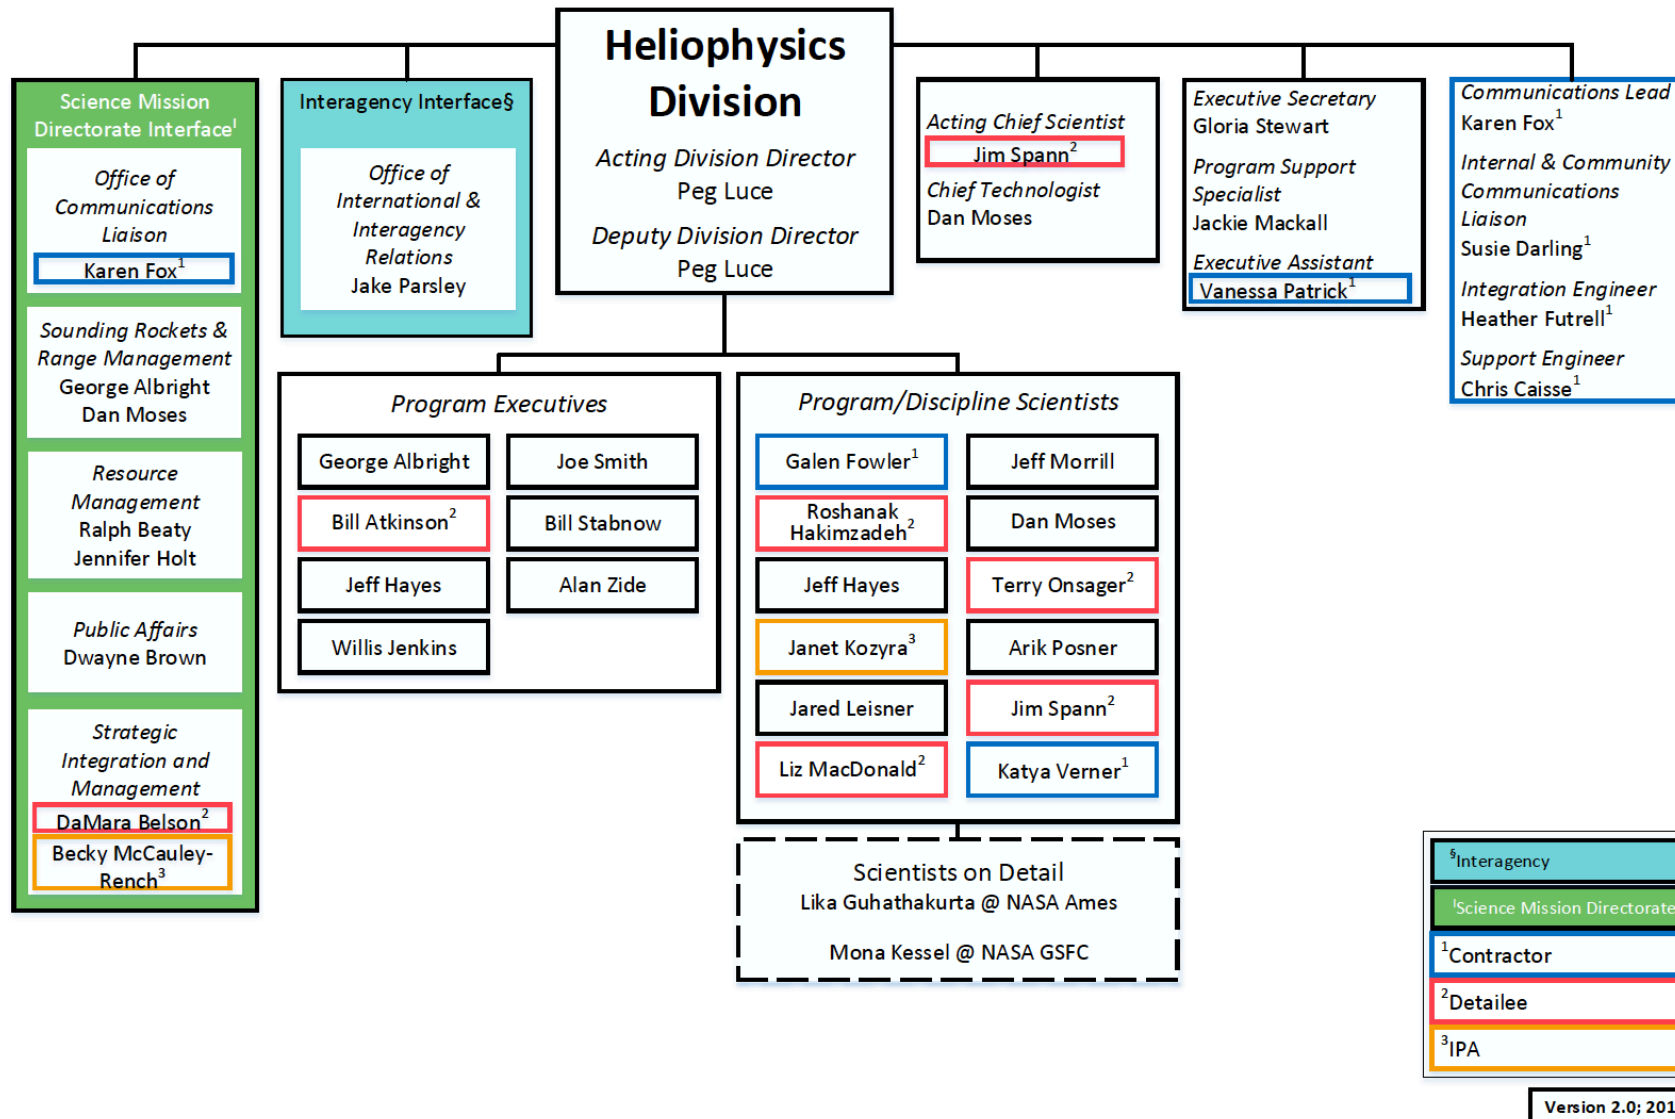 Heliophysics
Division
Acting Division Director
Peg Luce
Deputy Division Director
Peg Luce
Science Mission
Directorate Interface¹
Office of
Communications
Liaison
Karen Fox¹
Sounding Rockets &
Range Management
George Albright
Dan Moses
Resource
Management
Ralph Beaty
Jennifer Holt
Public Affairs
Dwayne Brown
Strategic
Integration and
Management
DaMara Belson²
Becky McCauley-
Rench³
Interagency Interface§
Office of
International &
Interagency
Relations
Jake Parsley
Acting Chief Scientist
Jim Spann²
Chief Technologist
Dan Moses
Executive Secretary
Gloria Stewart
Program Support
Specialist
Jackie Mackall
Executive Assistant
Vanessa Patrick¹
Communications Lead
Karen Fox¹
Internal & Community
Communications
Liaison
Susie Darling¹
Integration Engineer
Heather Futrell¹
Support Engineer
Chris Caisse¹
Program Executives
George Albright
Joe Smith
Bill Atkinson²
Bill Stabnow
Jeff Hayes
Alan Zide
Willis Jenkins
Program/Discipline Scientists
Galen Fowler¹
Jeff Morrill
Roshanak
Hakimzadeh²
Dan Moses
Jeff Hayes
Terry Onsager²
Janet Kozyra³
Arik Posner
Jared Leisner
Jim Spann²
Liz MacDonald²
Katya Verner¹
Scientists on Detail
Lika Guhathakurta @ NASA Ames
Mona Kessel @ NASA GSFC
§Interagency
ᴵScience Mission Directorate
¹Contractor
²Detailee
³IPA
Version 2.0; 201